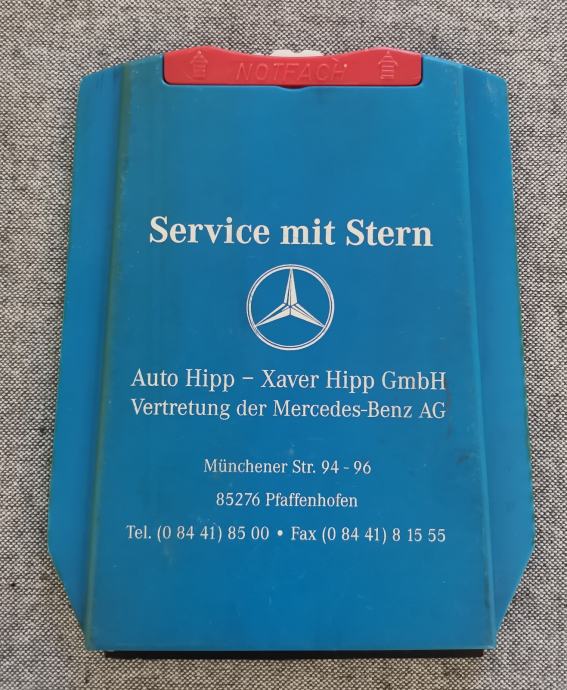 NOTFACH
Service mit Stern
Auto Hipp – Xaver Hipp GmbH
Vertretung der Mercedes-Benz AG
Münchener Str. 94 - 96
85276 Pfaffenhofen
Tel. (0 84 41) 85 00 • Fax (0 84 41) 8 15 55